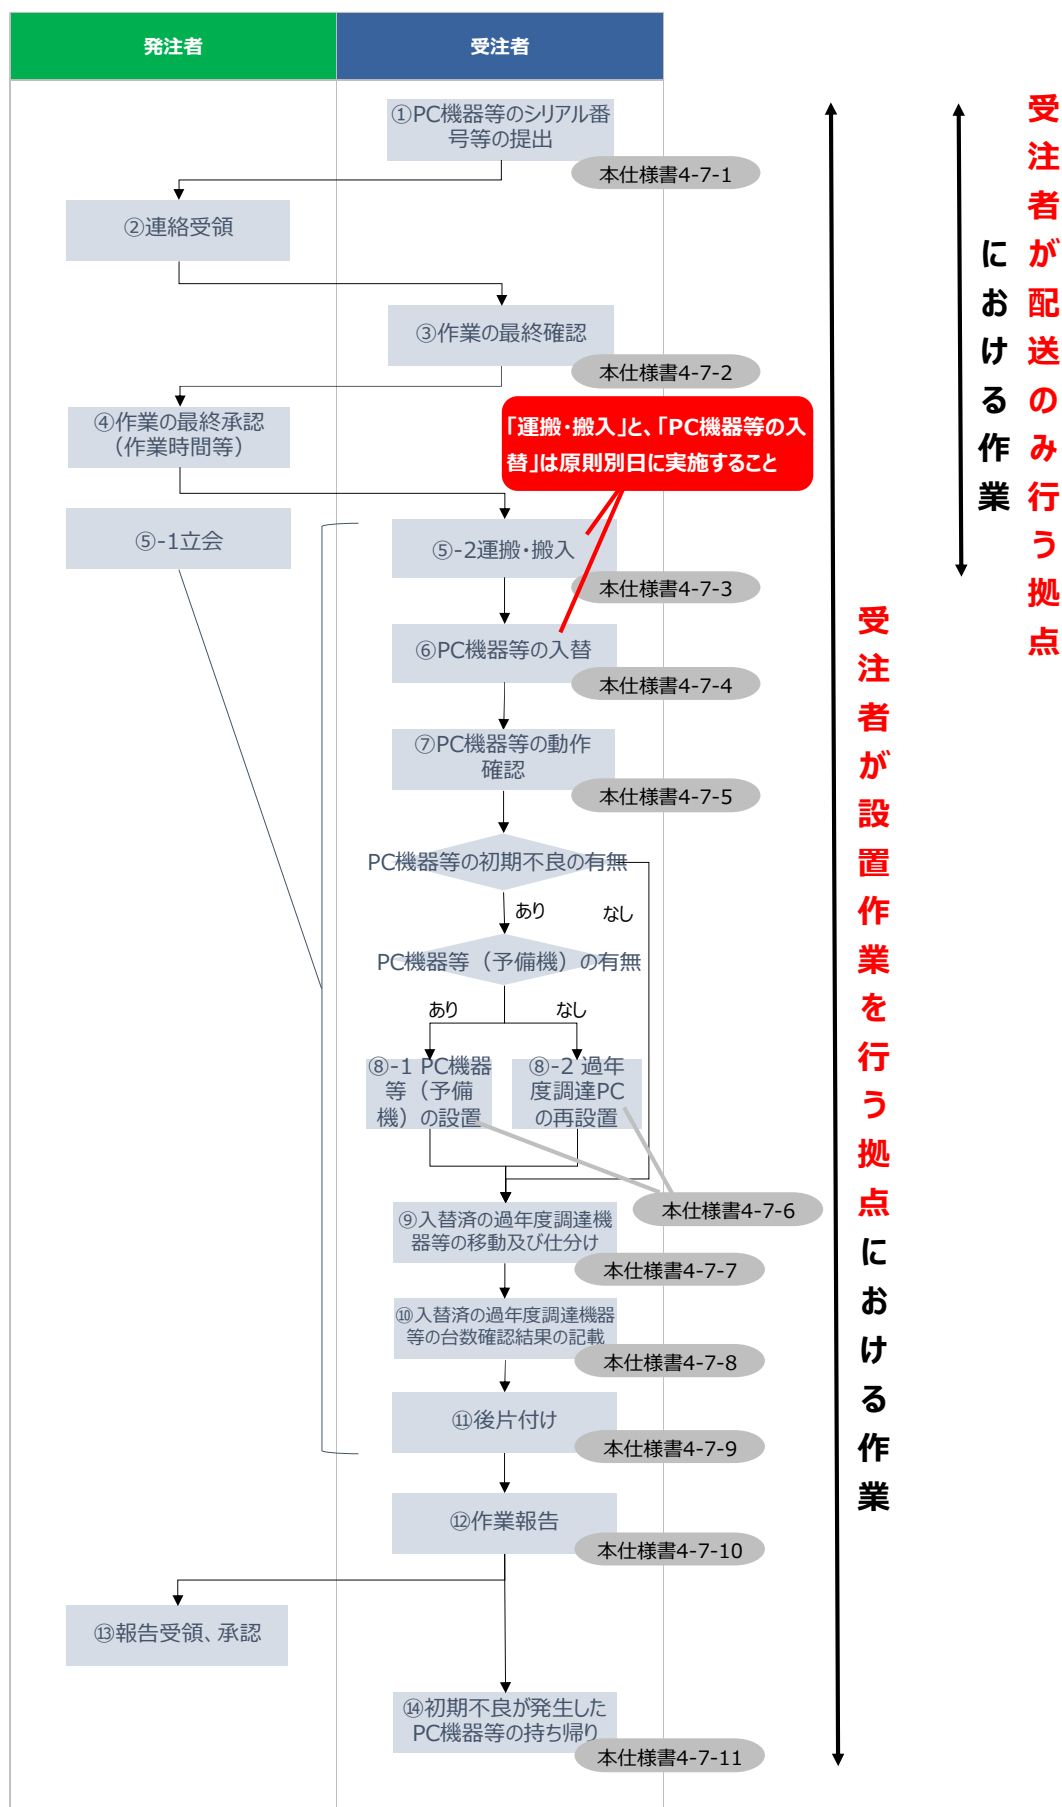 発注者
受注者
①PC機器等のシリアル番
号等の提出
本仕様書4-7-1
②連絡受領
③作業の最終確認
本仕様書4-7-2
④作業の最終承認
（作業時間等）
「運搬・搬入」と、「PC機器等の入
替」は原則別日に実施すること
⑤-1立会
⑤-2運搬・搬入
本仕様書4-7-3
⑥PC機器等の入替
本仕様書4-7-4
⑦PC機器等の動作
確認
本仕様書4-7-5
PC機器等の初期不良の有無
あり
なし
PC機器等（予備機）の有無
あり
なし
⑧-1 PC機器
等（予備
機）の設置
⑧-2 過年
度調達PC
の再設置
本仕様書4-7-6
⑨入替済の過年度調達機
器等の移動及び仕分け
本仕様書4-7-7
⑩入替済の過年度調達機器
等の台数確認結果の記載
本仕様書4-7-8
⑪後片付け
本仕様書4-7-9
⑫作業報告
本仕様書4-7-10
⑬報告受領、承認
⑭初期不良が発生した
PC機器等の持ち帰り
本仕様書4-7-11
受注者が配送のみ行う拠点
における作業
受注者が設置作業を行う拠点における作業